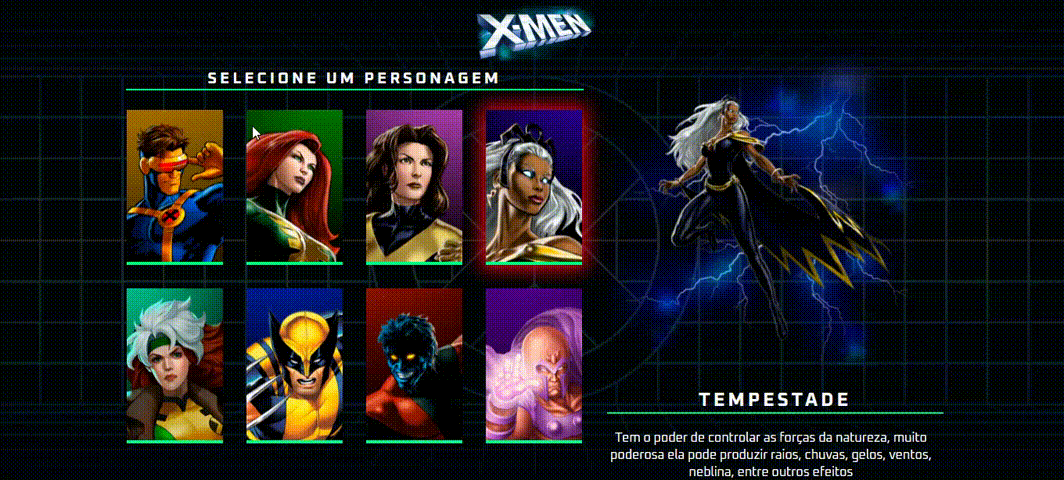 X-MEN
SELECIONE UM PERSONAGEM
TEMPESTADE
Tem o poder de controlar as forças da natureza, muito
poderosa ela pode produzir raios, chuvas, gelos, ventos,
neblina, entre outros efeitos